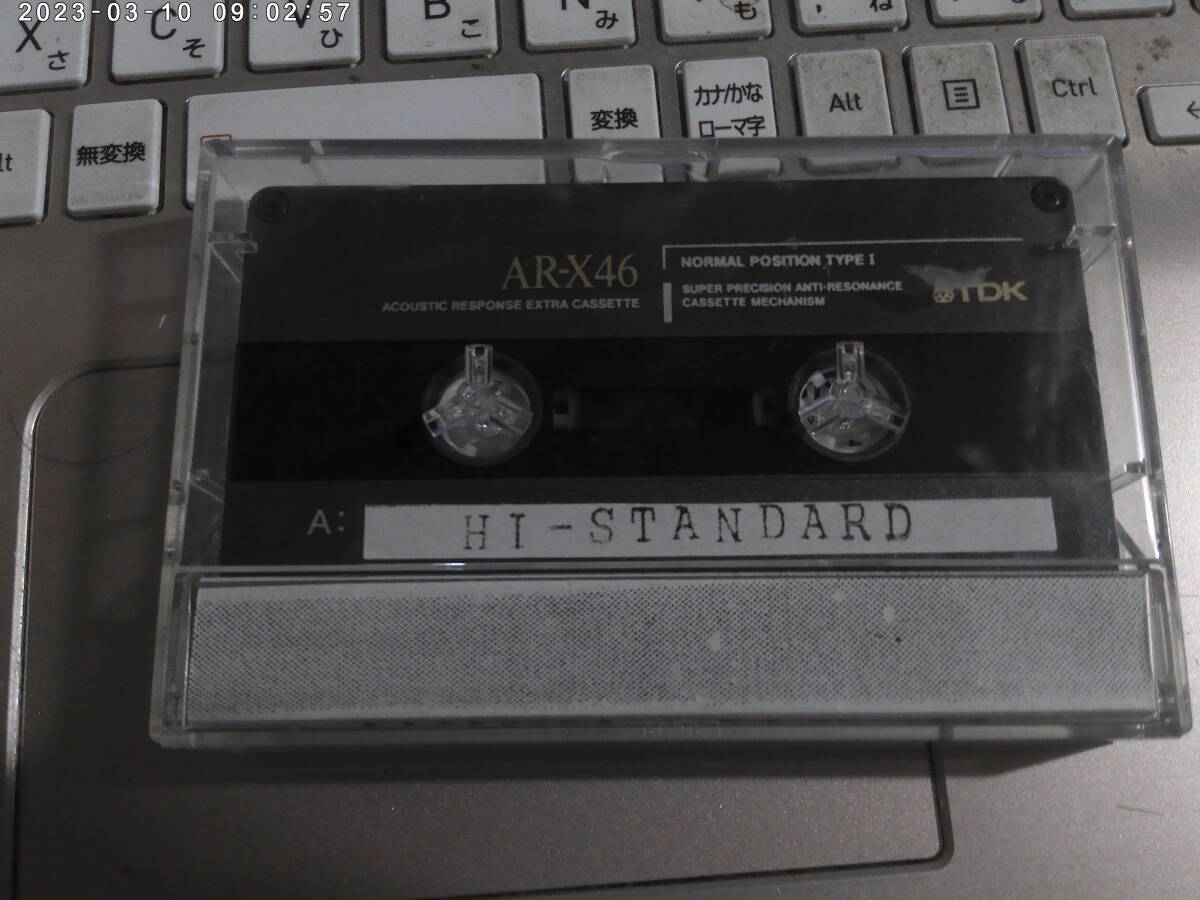 2023-03-10 09:02:57
X さ
C そ
V ひ
B こ
N み
も
ね
lt
無変換
変換
カナ/かな
ローマ字
Alt
Ctrl
←
AR-X46
ACOUSTIC RESPONSE EXTRA CASSETTE
NORMAL POSITION TYPE I
SUPER PRECISION ANTI-RESONANCE
CASSETTE MECHANISM
TDK
A:
HI-STANDARD